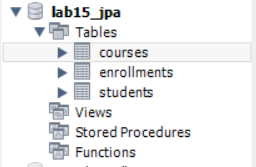 lab15_jpa
Tables
courses
enrollments
students
Views
Stored Procedures
Functions